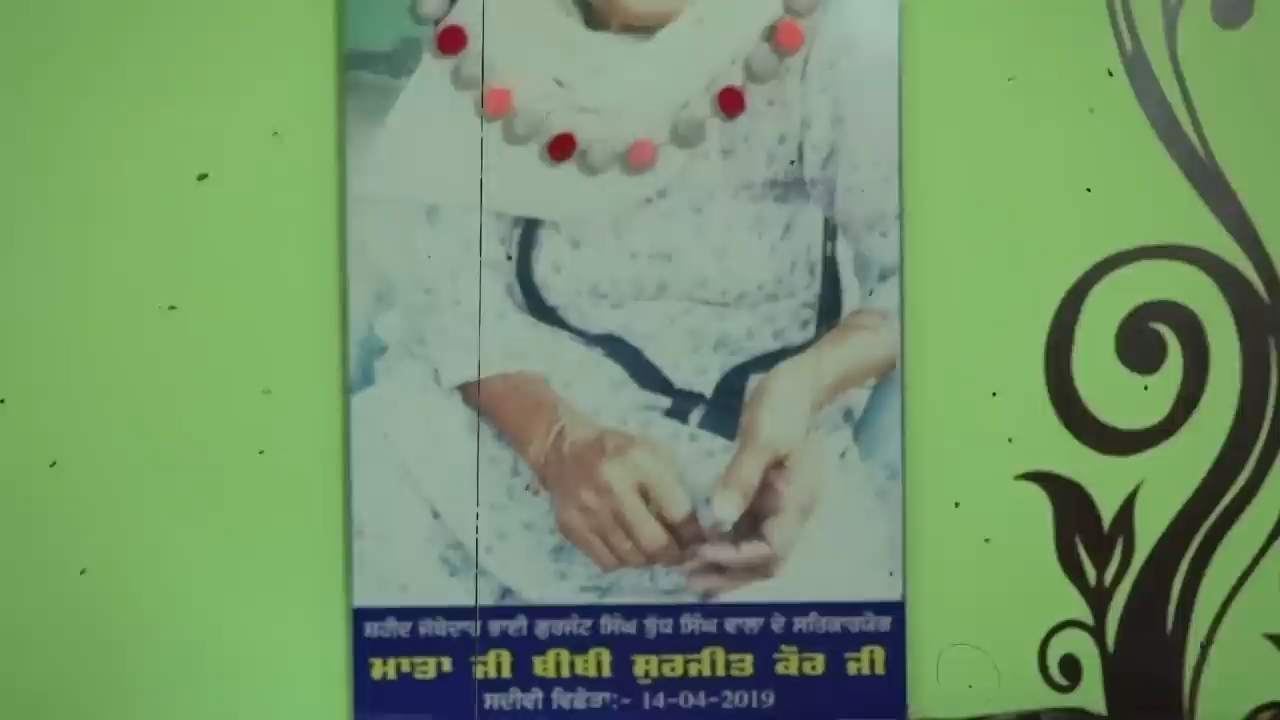 ਸ਼ਹੀਦ ਜੱਥੇਦਾਰ ਭਾਈ ਗੁਰਜੰਟ ਸਿੰਘ ਬੁੱਧ ਸਿੰਘ ਵਾਲਾ ਦੇ ਸਤਿਕਾਰਯੋਗ
ਮਾਤਾ ਜੀ ਬੀਬੀ ਸੁਰਜੀਤ ਕੌਰ ਜੀ
ਸਦੀਵੀ ਵਿਛੋੜਾ:- 14-04-2019